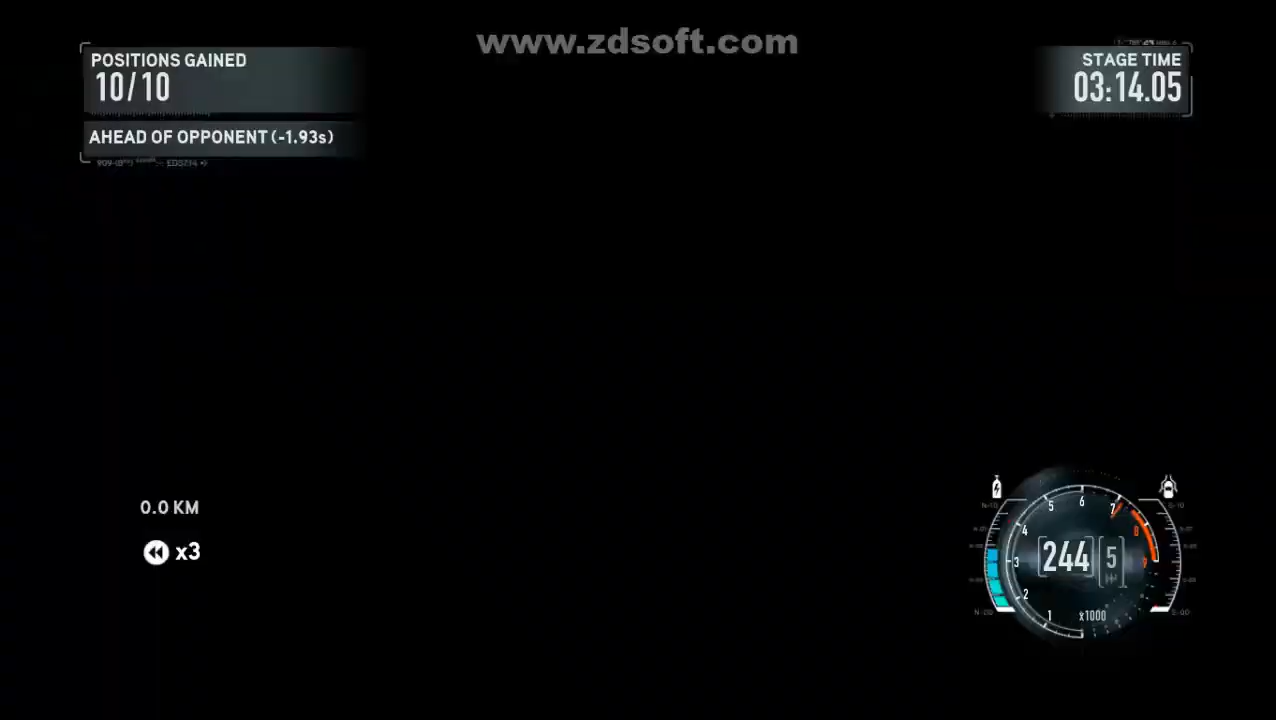 www.zdsoft.com
POSITIONS GAINED
10/10
AHEAD OF OPPONENT (-1.93s)
STAGE TIME
03:14.05
0.0 KM
x3
1
2
3
4
5
6
7
8
9
244
5
x1000